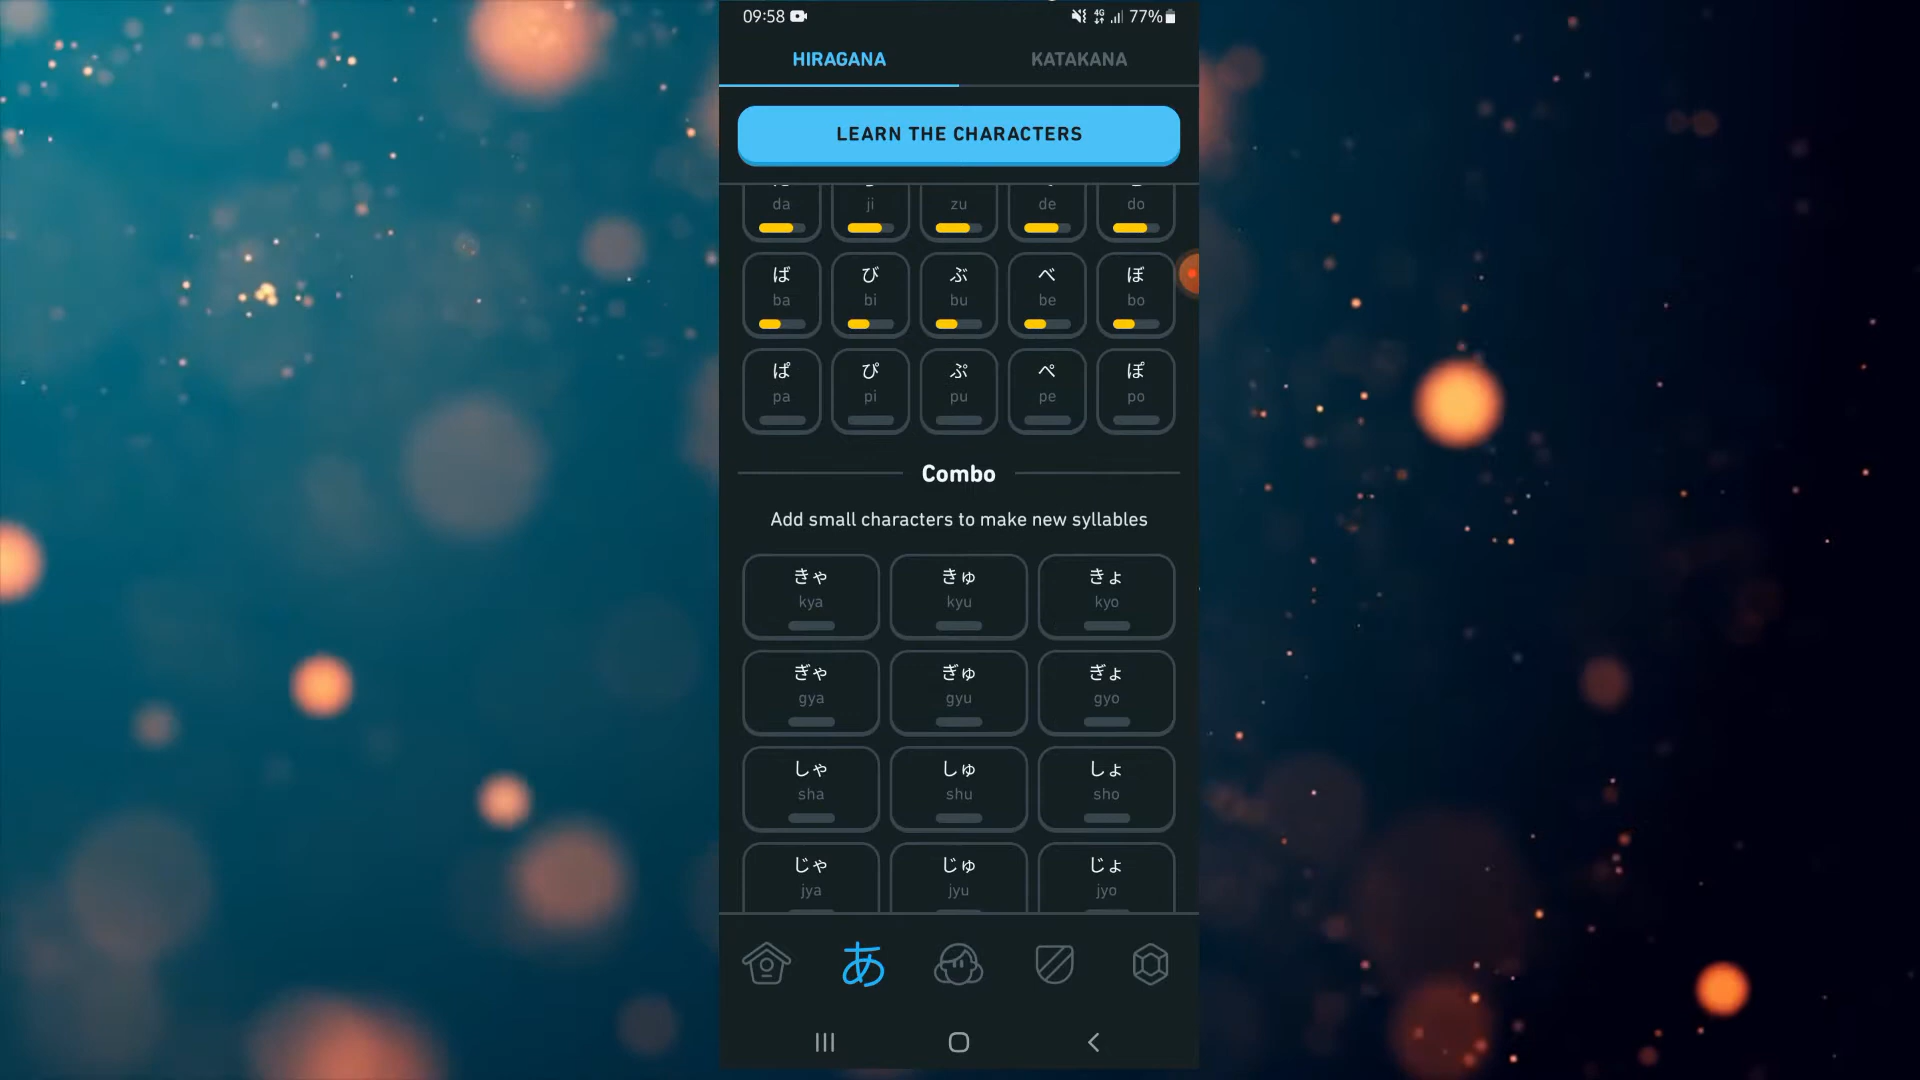 09:58 4G 77%
HIRAGANA KATAKANA
LEARN THE CHARACTERS
da ji zu de do
ば び ぶ べ ぼ
ba bi bu be bo
ぱ ぴ ぷ ぺ ぽ
pa pi pu pe po
Combo
Add small characters to make new syllables
きゃ きゅ きょ
kya kyu kyo
ぎゃ ぎゅ ぎょ
gya gyu gyo
しゃ しゅ しょ
sha shu sho
じゃ じゅ じょ
jya jyu jyo
あ